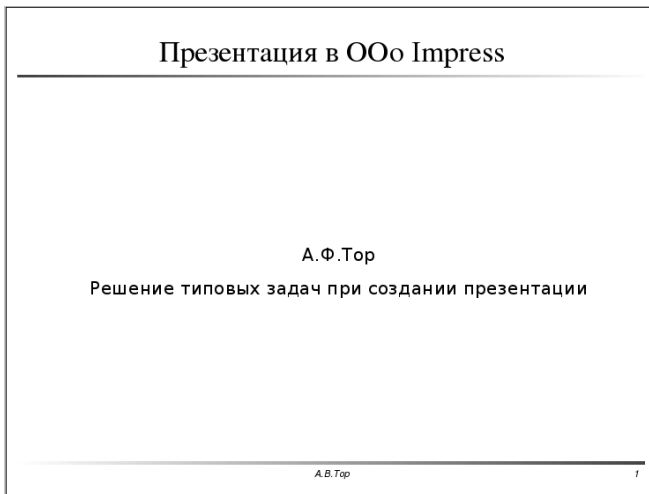 Презентация в OOo Impress
А.Ф.Тор
Решение типовых задач при создании презентации
А.В.Тор
1